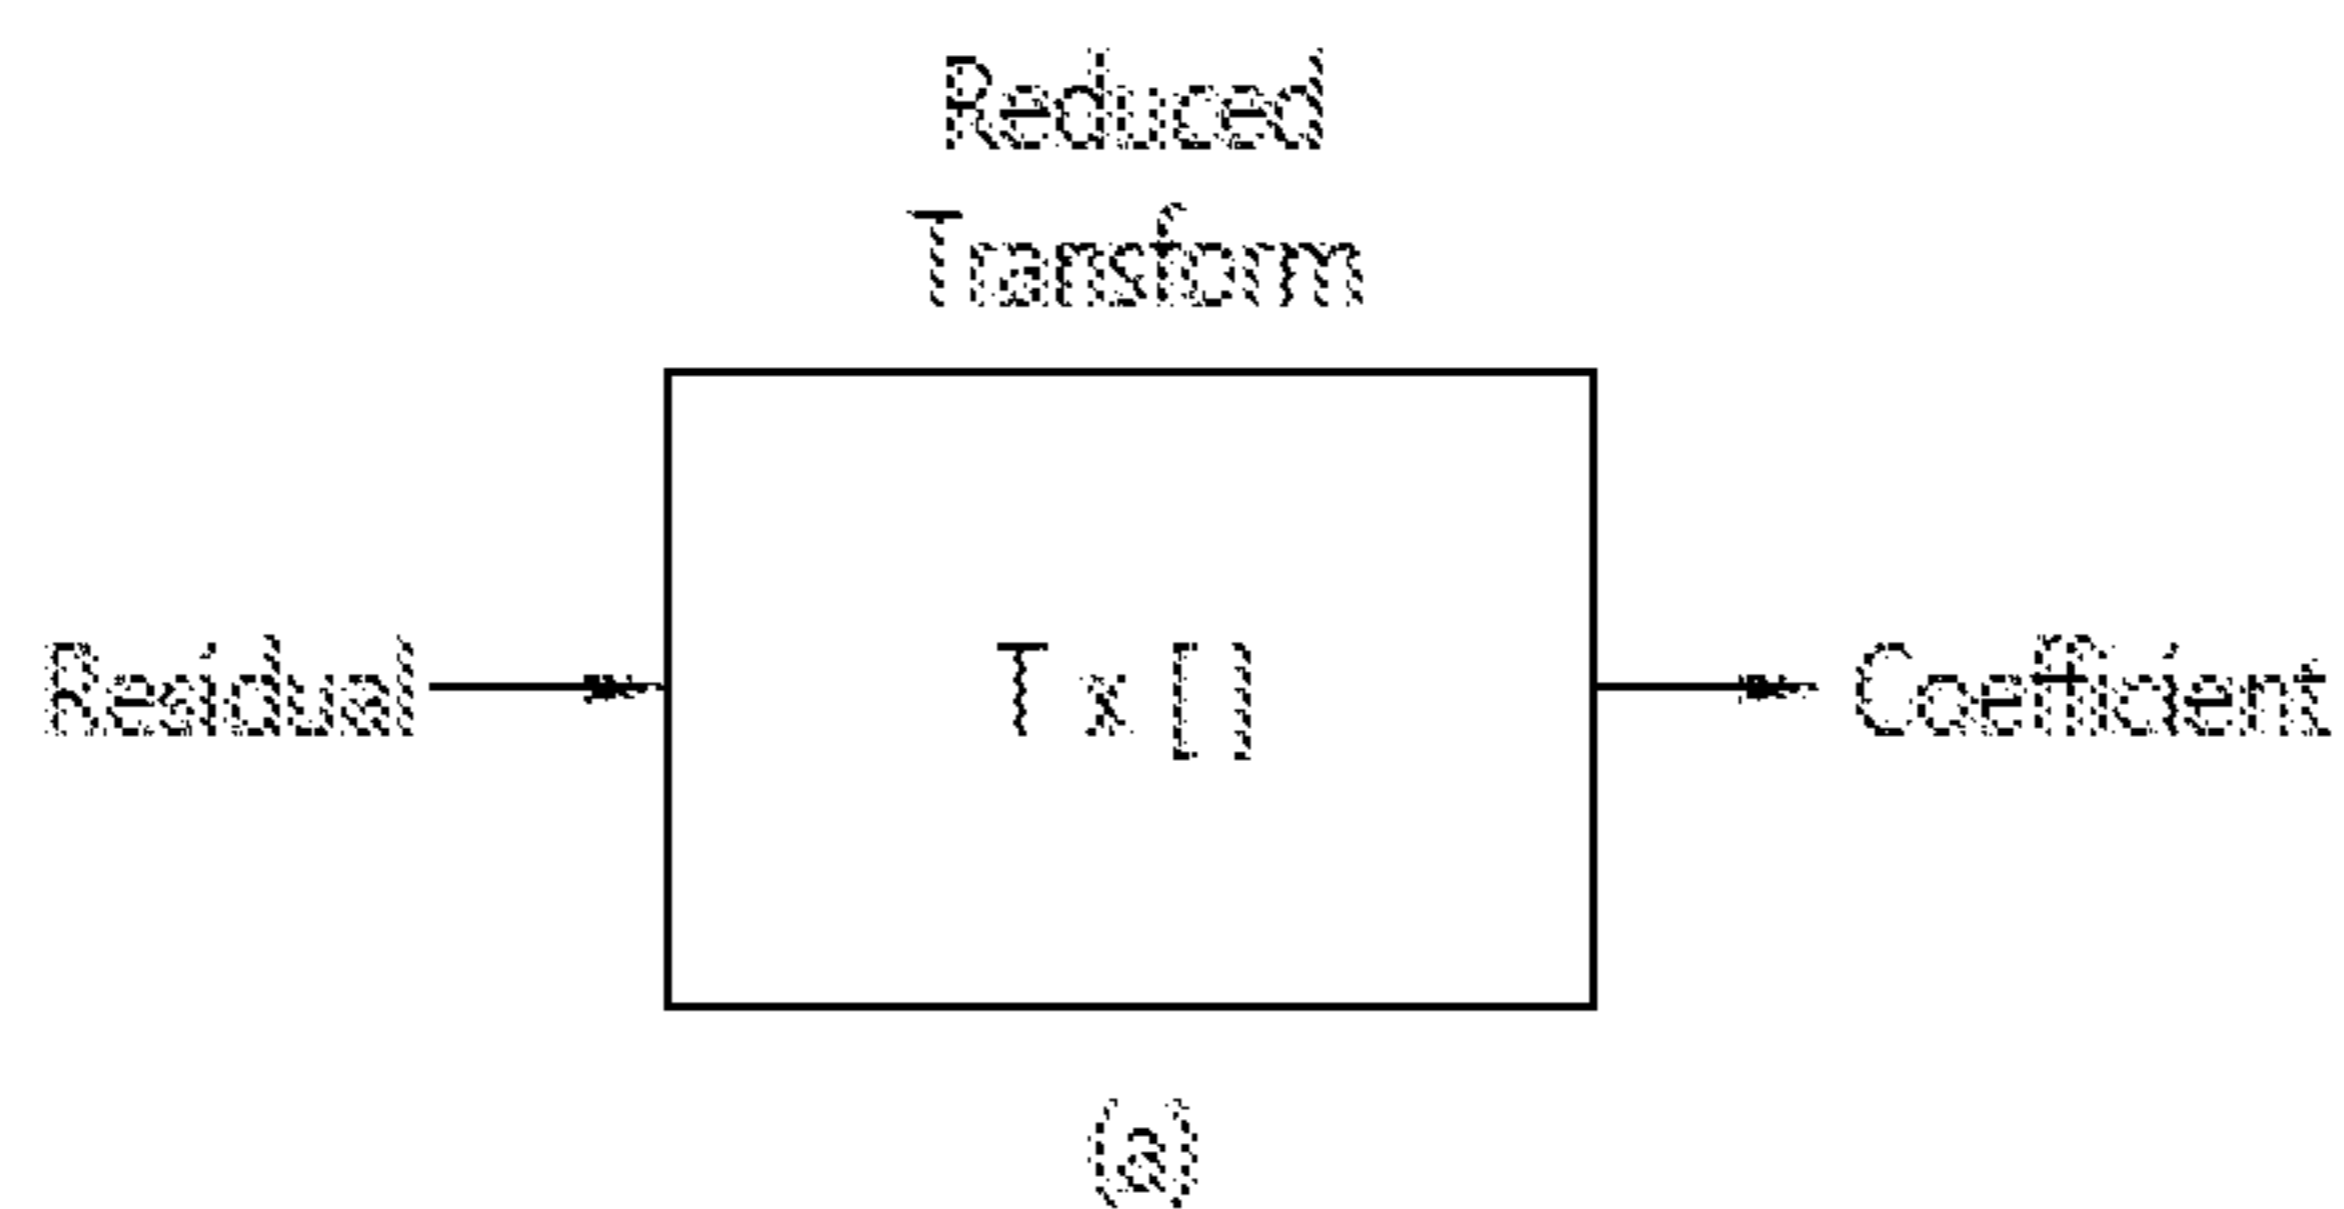 Reduced
Transform
Residual
T x [ ]
Coefficient
(a)